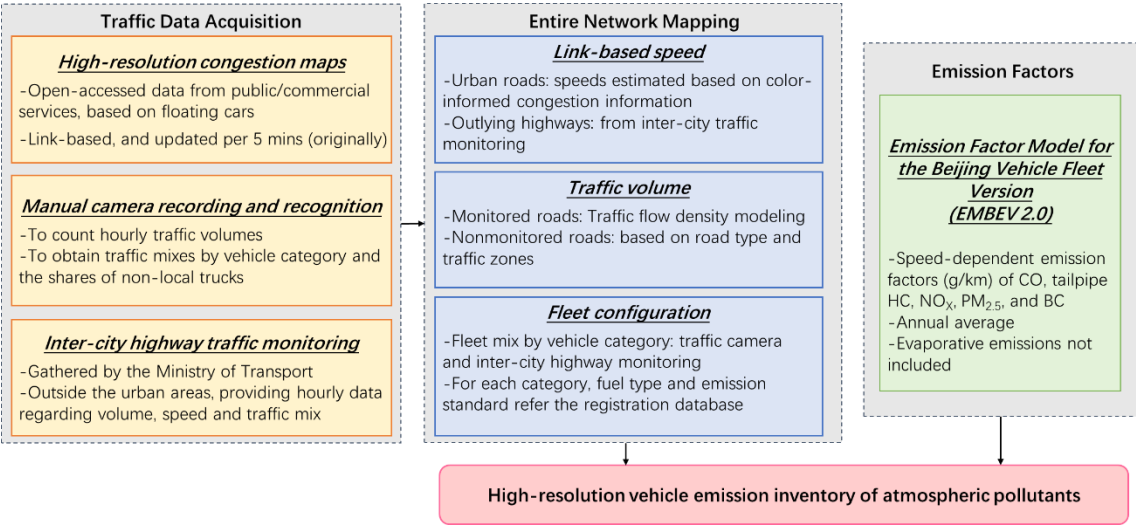 Traffic Data Acquisition
High-resolution congestion maps
-Open-accessed data from public/commercial
services, based on floating cars
-Link-based, and updated per 5 mins (originally)
Manual camera recording and recognition
-To count hourly traffic volumes
-To obtain traffic mixes by vehicle category and
the shares of non-local trucks
Inter-city highway traffic monitoring
-Gathered by the Ministry of Transport
-Outside the urban areas, providing hourly data
regarding volume, speed and traffic mix
Entire Network Mapping
Link-based speed
-Urban roads: speeds estimated based on color-
informed congestion information
-Outlying highways: from inter-city traffic
monitoring
Traffic volume
-Monitored roads: Traffic flow density modeling
-Nonmonitored roads: based on road type and
traffic zones
Fleet configuration
-Fleet mix by vehicle category: traffic camera
and inter-city highway monitoring
-For each category, fuel type and emission
standard refer the registration database
Emission Factors
Emission Factor Model for
the Beijing Vehicle Fleet
Version
(EMBEV 2.0)
-Speed-dependent emission
factors (g/km) of CO, tailpipe
HC, NOX, PM2.5, and BC
-Annual average
-Evaporative emissions not
included
High-resolution vehicle emission inventory of atmospheric pollutants